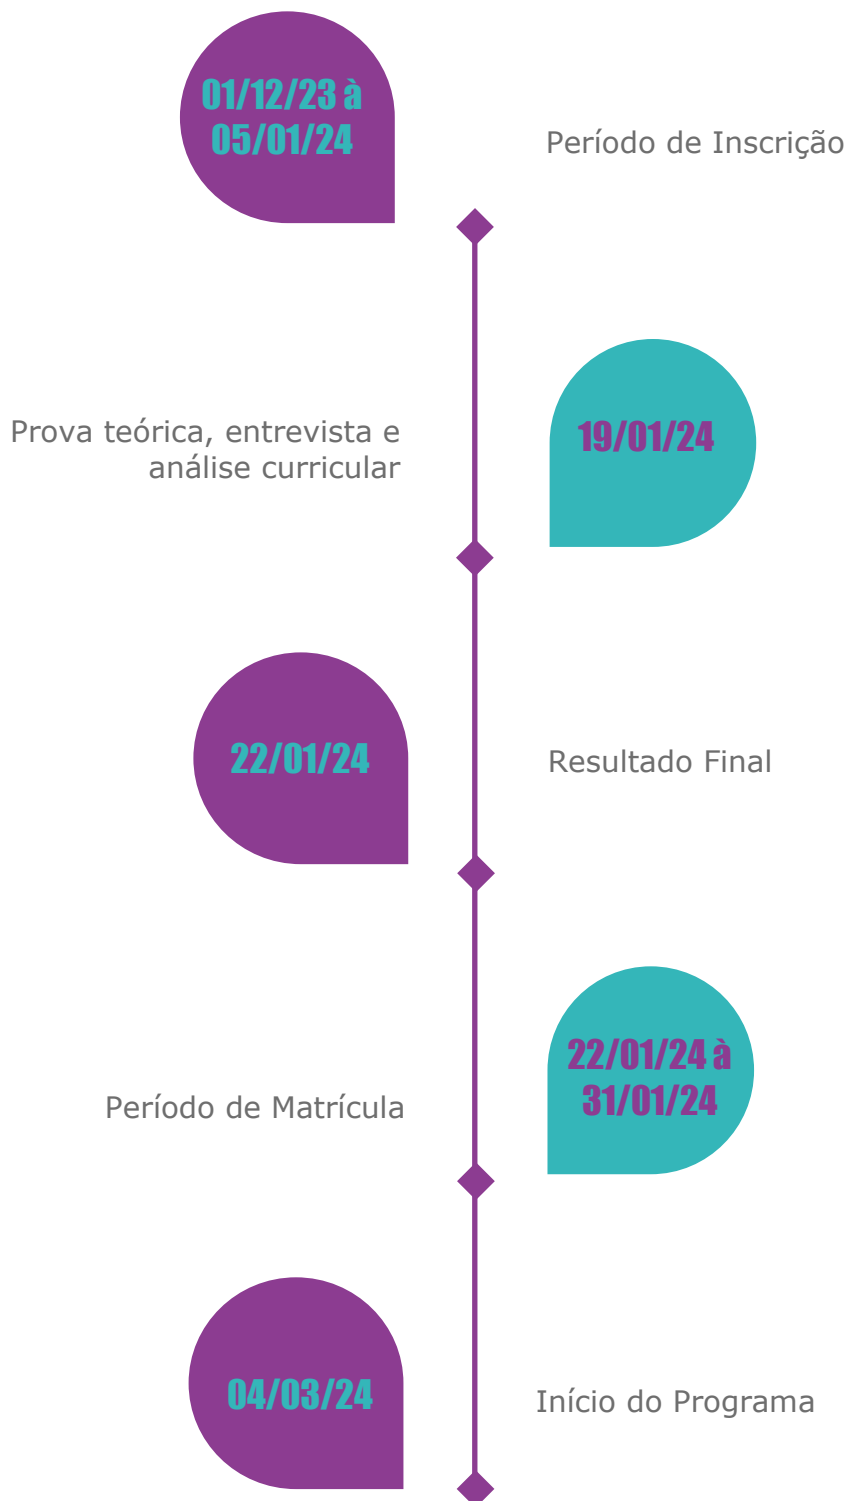 01/12/23 à
05/01/24
Período de Inscrição
Prova teórica, entrevista e
análise curricular
19/01/24
22/01/24
Resultado Final
Período de Matrícula
22/01/24 à
31/01/24
04/03/24
Início do Programa